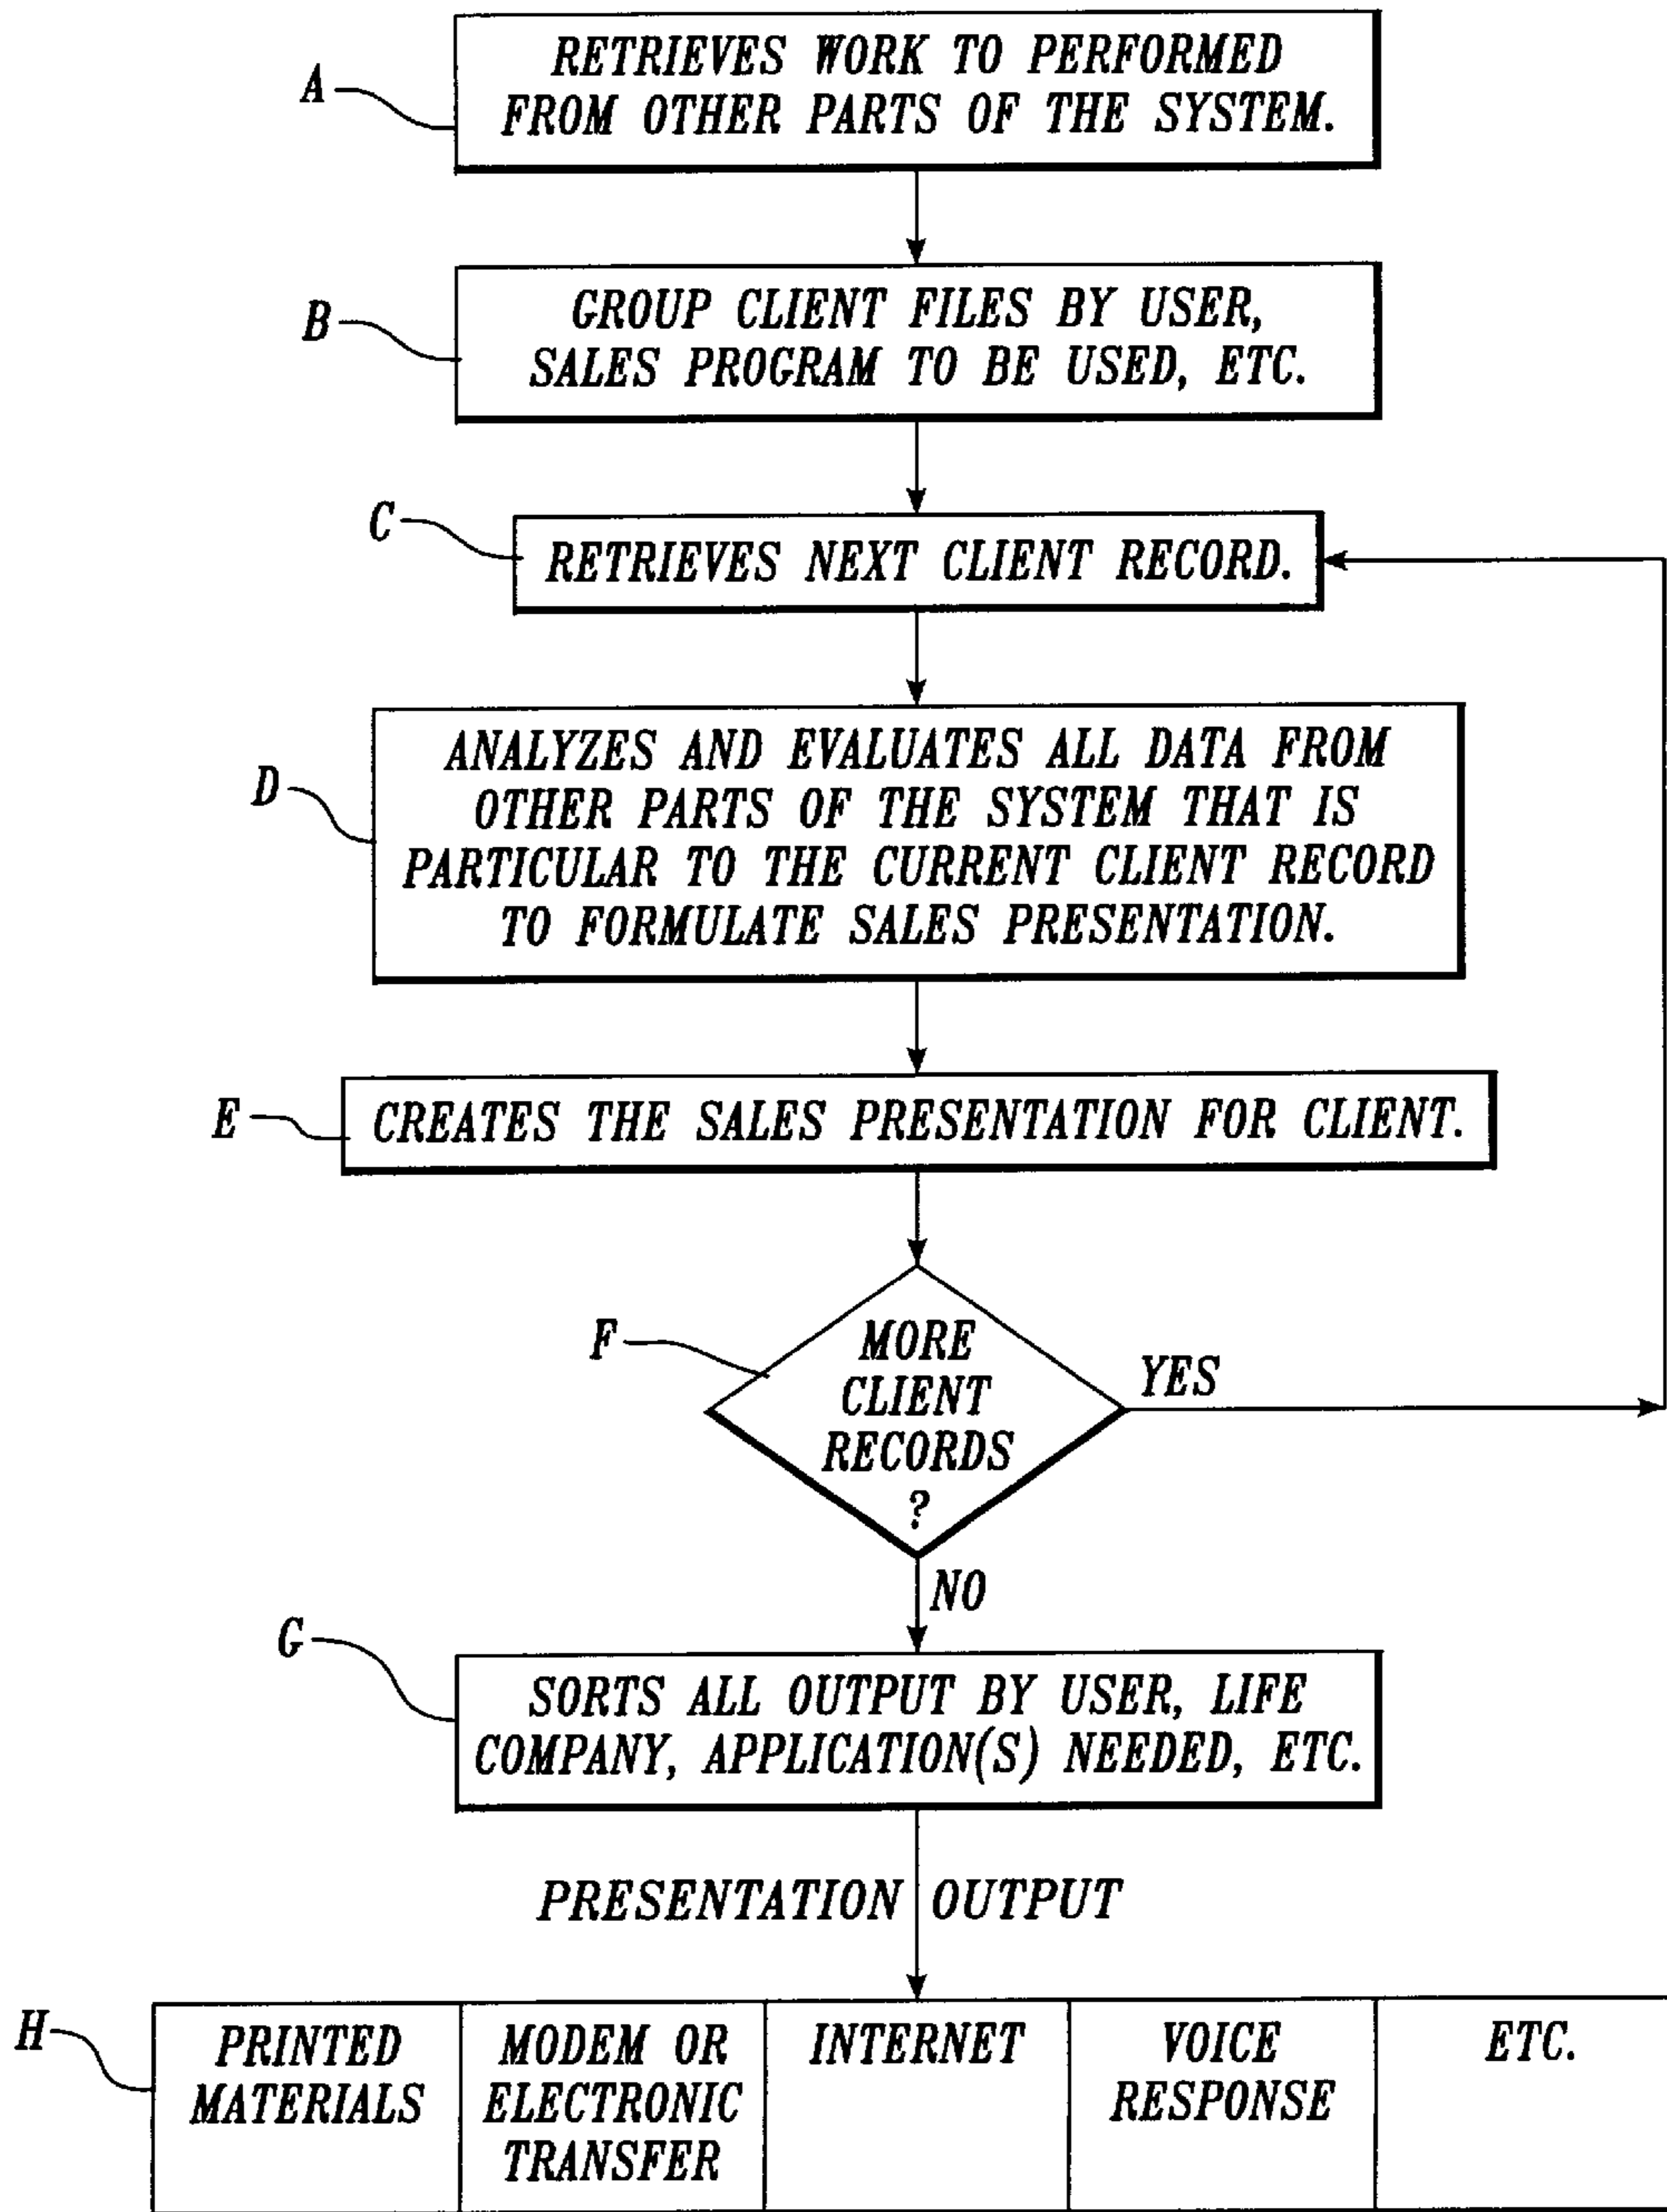 A
RETRIEVES WORK TO PERFORMED
FROM OTHER PARTS OF THE SYSTEM.
B
GROUP CLIENT FILES BY USER,
SALES PROGRAM TO BE USED, ETC.
C
RETRIEVES NEXT CLIENT RECORD.
D
ANALYZES AND EVALUATES ALL DATA FROM
OTHER PARTS OF THE SYSTEM THAT IS
PARTICULAR TO THE CURRENT CLIENT RECORD
TO FORMULATE SALES PRESENTATION.
E
CREATES THE SALES PRESENTATION FOR CLIENT.
F
MORE
CLIENT
RECORDS
?
YES
NO
G
SORTS ALL OUTPUT BY USER, LIFE
COMPANY, APPLICATION(S) NEEDED, ETC.
PRESENTATION OUTPUT
H
PRINTED
MATERIALS
MODEM OR
ELECTRONIC
TRANSFER
INTERNET
VOICE
RESPONSE
ETC.